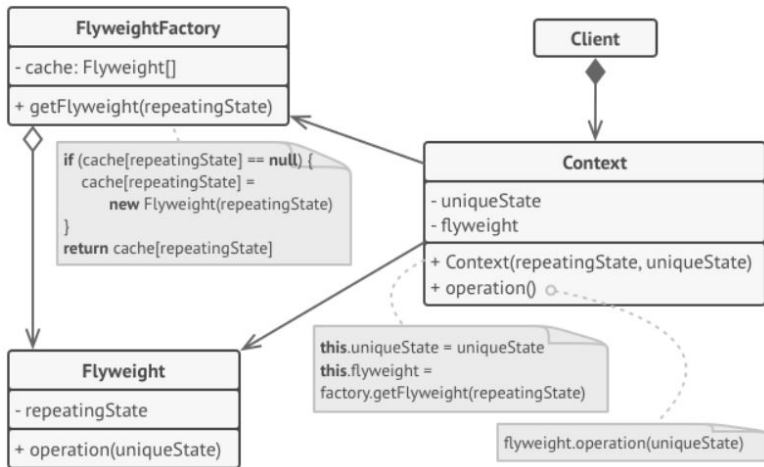 FlyweightFactory
- cache: Flyweight[]
+ getFlyweight(repeatingState)
if (cache[repeatingState] == null) {
cache[repeatingState] =
new Flyweight(repeatingState)
}
return cache[repeatingState]
Client
Context
- uniqueState
- flyweight
+ Context(repeatingState, uniqueState)
+ operation()
this.uniqueState = uniqueState
this.flyweight =
factory.getFlyweight(repeatingState)
flyweight.operation(uniqueState)
Flyweight
- repeatingState
+ operation(uniqueState)